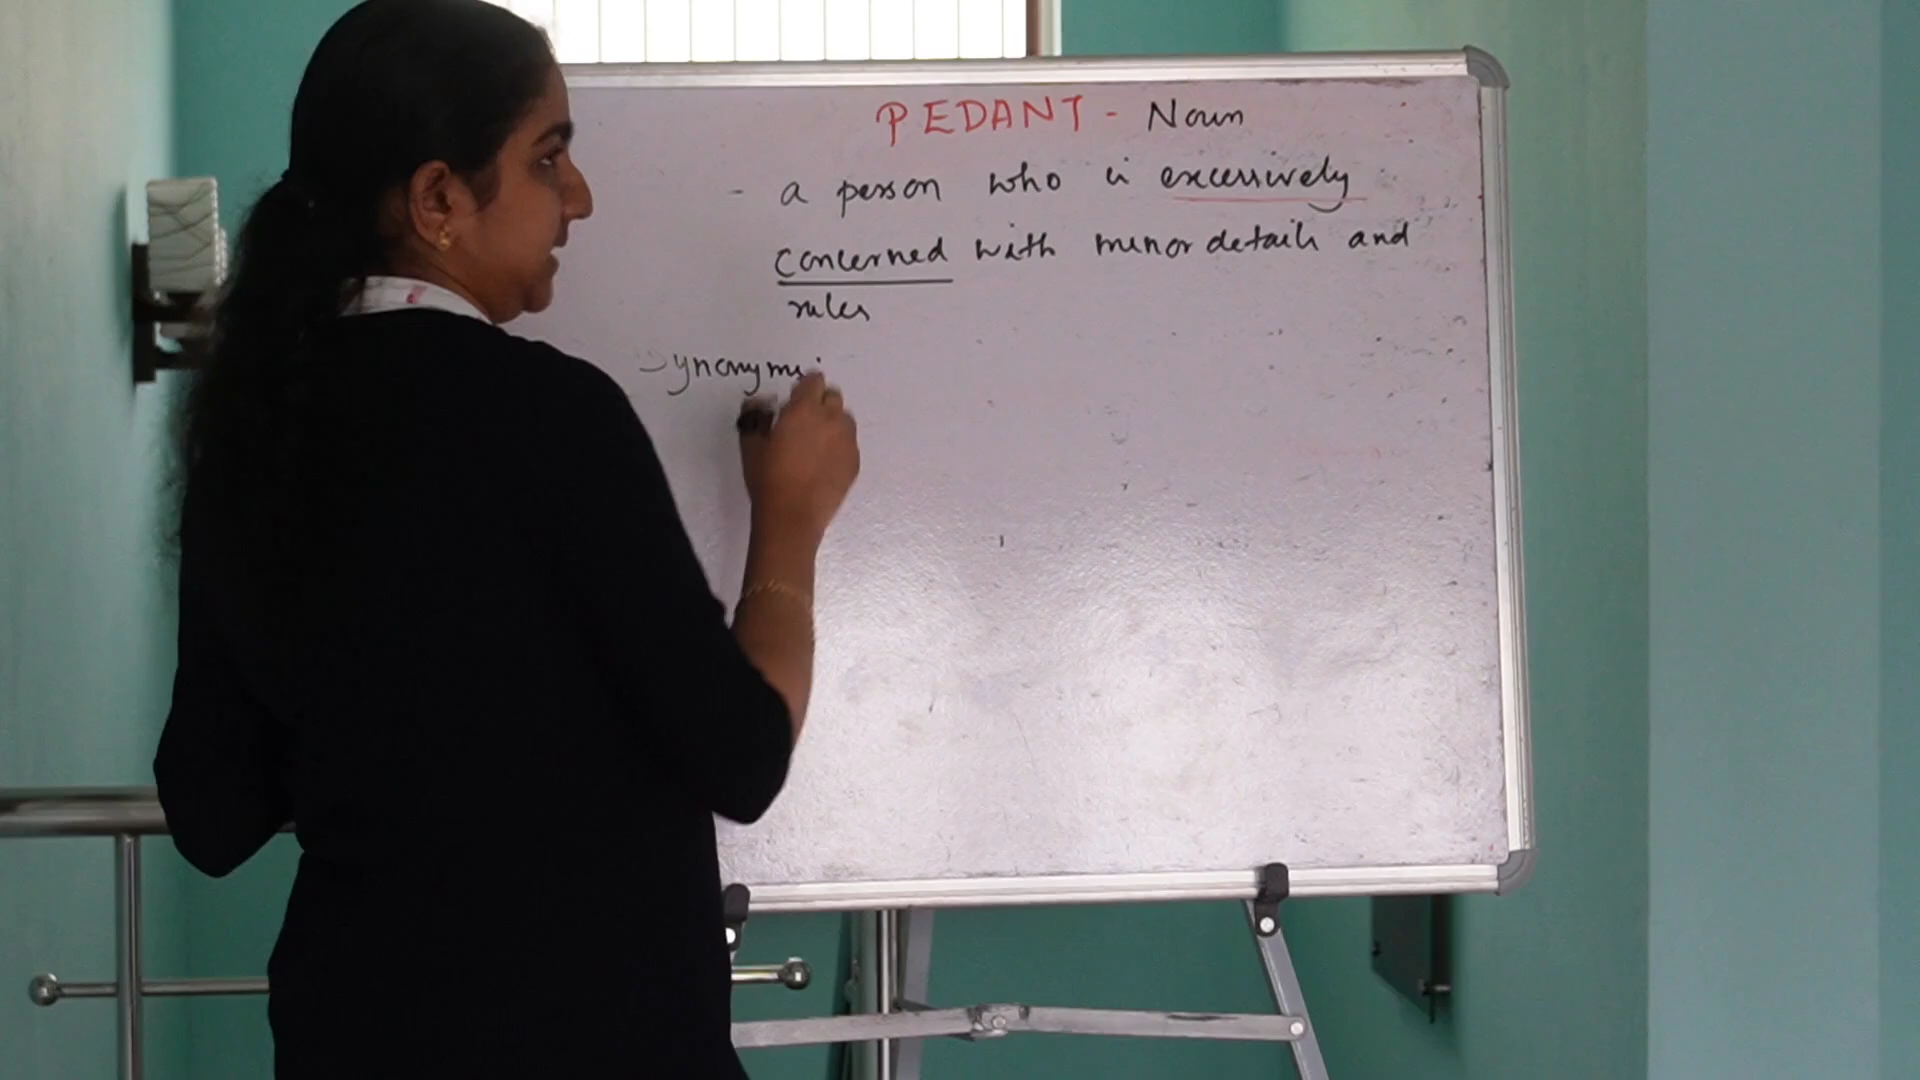 PEDANT - Noun
- a person who is excessively
concerned with minor details and
rules
Synonyms: